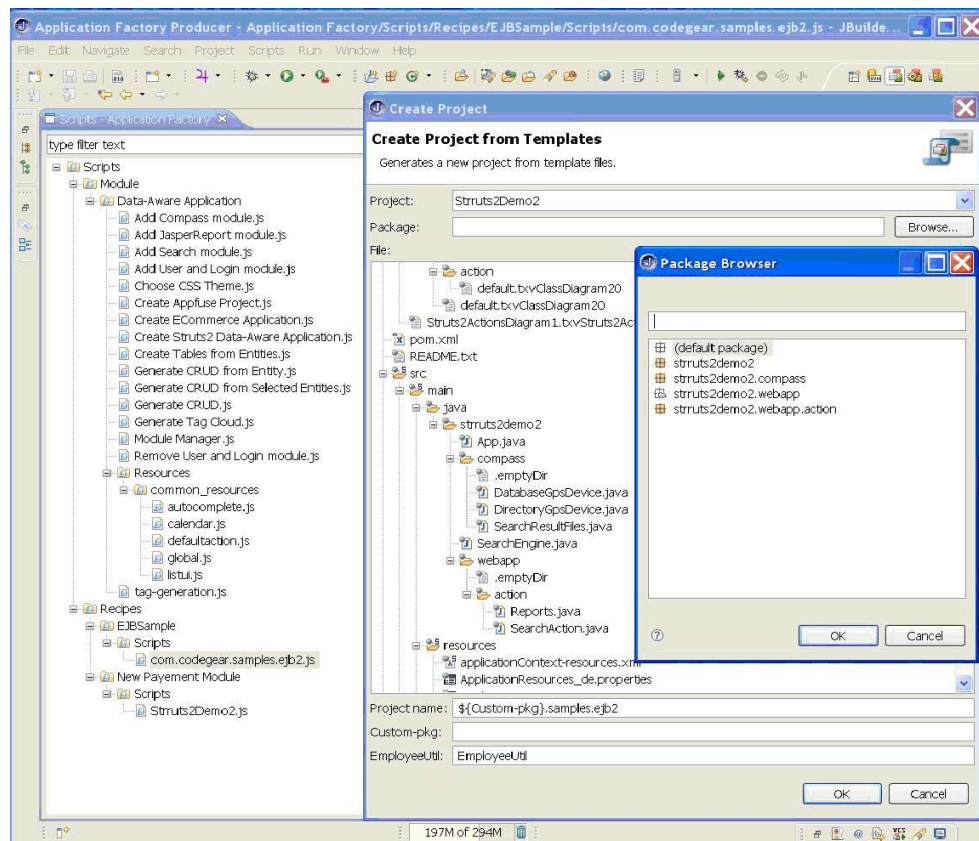 Application Factory Producer - Application Factory/Scripts/Recipes/EJBSample/Scripts/com.codegear.samples.ejb2.js - JBuilde...
File Edit Navigate Search Project Scripts Run Window Help
Scripts - Application Factory
type filter text
Scripts
Module
Data-Aware Application
Add Compass module.js
Add JasperReport module.js
Add Search module.js
Add User and Login module.js
Choose CSS Theme.js
Create Appfuse Project.js
Create ECommerce Application.js
Create Struts2 Data-Aware Application.js
Create Tables from Entities.js
Generate CRUD from Entity.js
Generate CRUD from Selected Entities.js
Generate CRUD.js
Generate Tag Cloud.js
Module Manager.js
Remove User and Login module.js
Resources
common_resources
autocomplete.js
calendar.js
defaultaction.js
global.js
listui.js
tag-generation.js
Recipes
EJBSample
Scripts
com.codegear.samples.ejb2.js
New Payement Module
Scripts
Strruts2Demo2.js
Create Project
Create Project from Templates
Generates a new project from template files.
Project: Strruts2Demo2
Package: Browse...
File:
action
default.txvClassDiagram20
default.txvClassDiagram20
Struts2ActionsDiagram1.txvStruts2Ac
pom.xml
README.txt
src
main
java
strruts2demo2
App.java
compass
.emptyDir
DatabaseGpsDevice.java
DirectoryGpsDevice.java
SearchResultFiles.java
SearchEngine.java
webapp
.emptyDir
action
Reports.java
SearchAction.java
resources
applicationContext-resources.xml
ApplicationResources_de.properties
Project name: ${Custom-pkg}.samples.ejb2
Custom-pkg:
EmployeeUtil: EmployeeUtil
OK Cancel
Package Browser
(default package)
strruts2demo2
strruts2demo2.compass
strruts2demo2.webapp
strruts2demo2.webapp.action
OK Cancel
197M of 294M